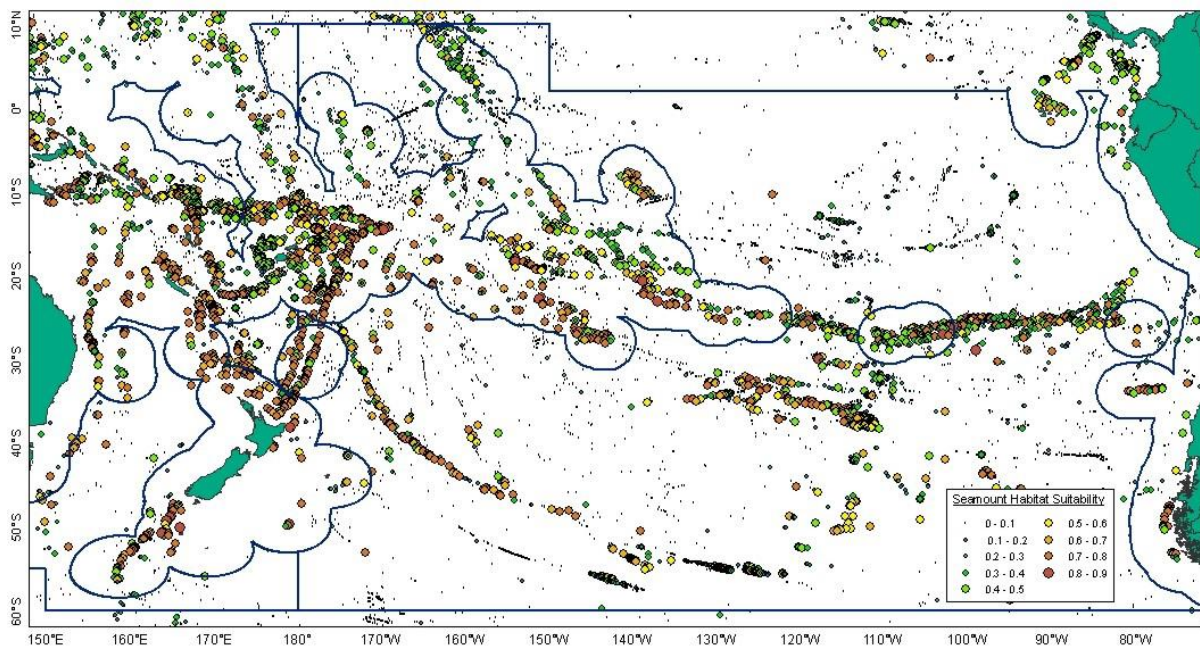 10°N
0°
10°S
20°S
30°S
40°S
50°S
60°S
Seamount Habitat Suitability
0 - 0.1
0.1 - 0.2
0.2 - 0.3
0.3 - 0.4
0.4 - 0.5
0.5 - 0.6
0.6 - 0.7
0.7 - 0.8
0.8 - 0.9
150°E 160°E 170°E 180° 170°W 160°W 150°W 140°W 130°W 120°W 110°W 100°W 90°W 80°W